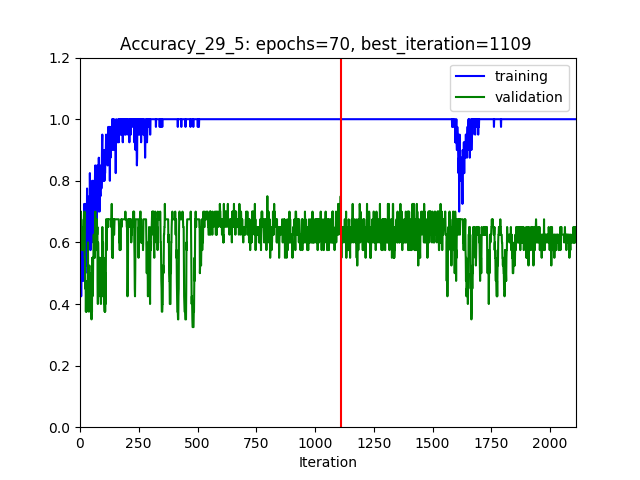 Accuracy_29_5: epochs=70, best_iteration=1109
1.2
1.0
0.8
0.6
0.4
0.2
0.0
training
validation
0 250 500 750 1000 1250 1500 1750 2000
Iteration